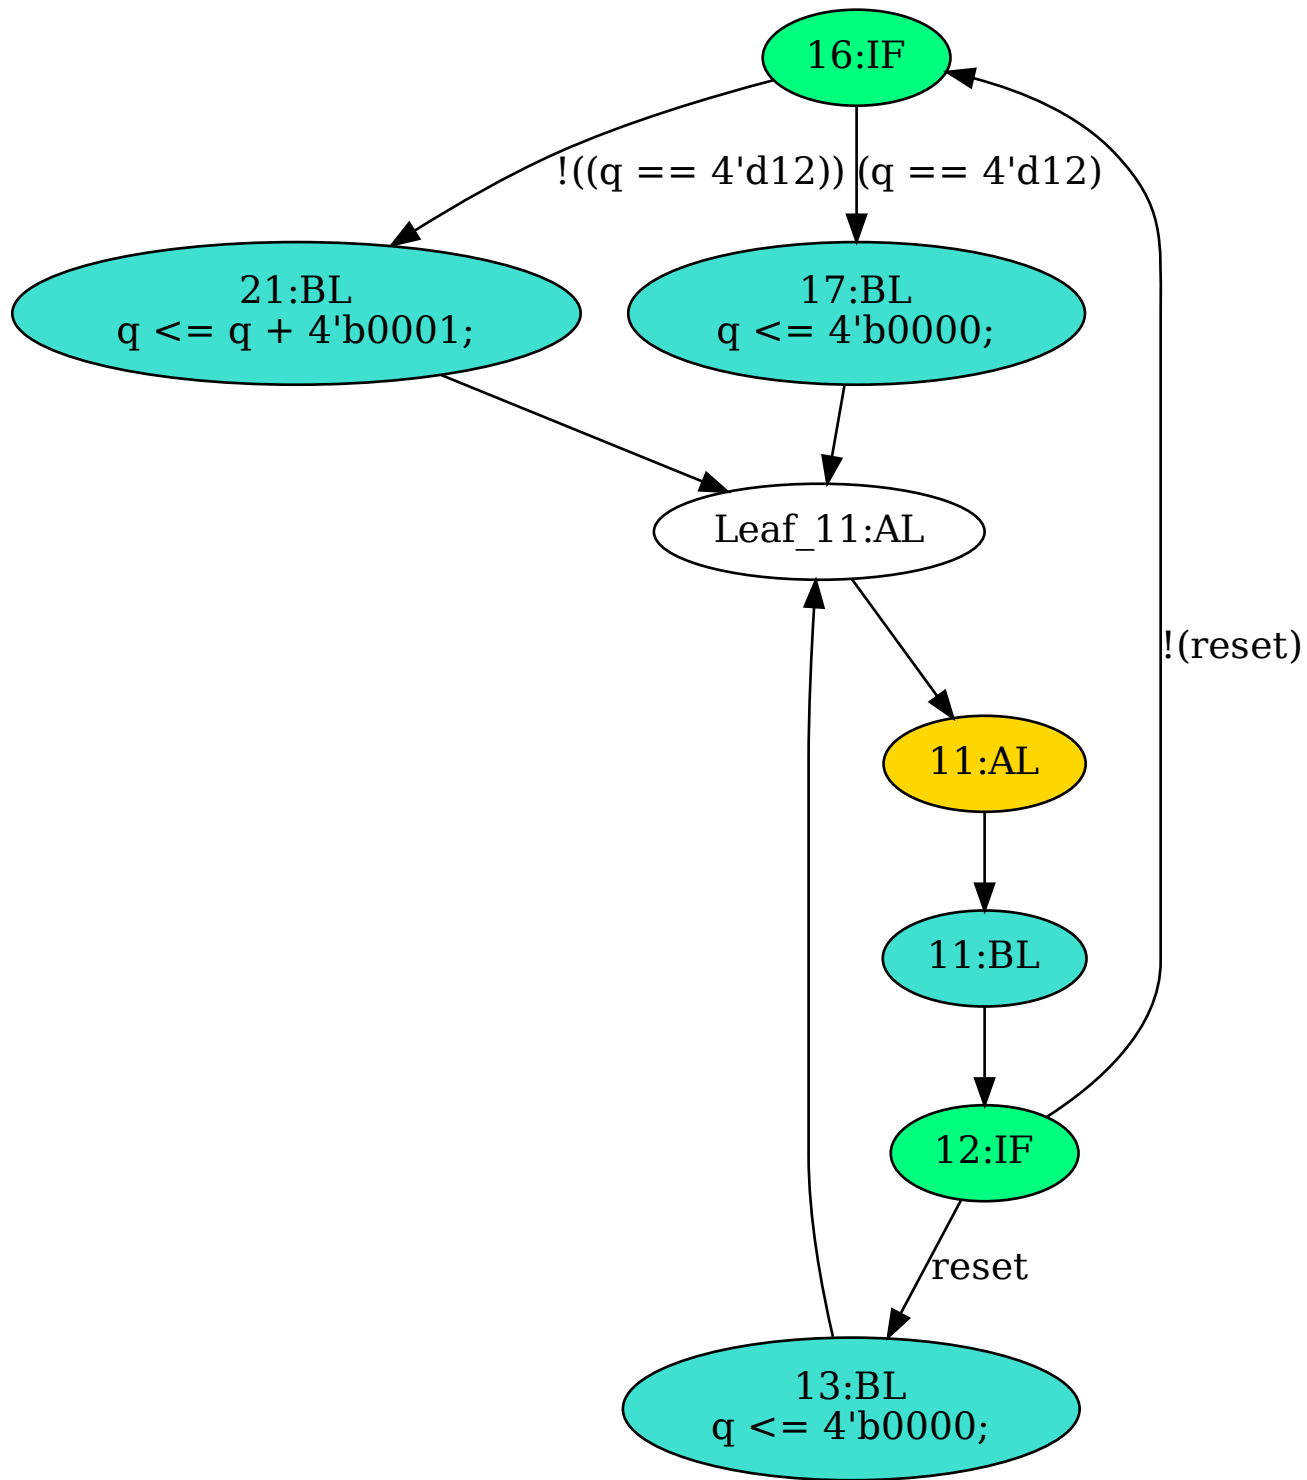 16:IF
!((q == 4'd12))
(q == 4'd12)
21:BL
q <= q + 4'b0001;
17:BL
q <= 4'b0000;
Leaf_11:AL
!(reset)
11:AL
11:BL
12:IF
reset
13:BL
q <= 4'b0000;